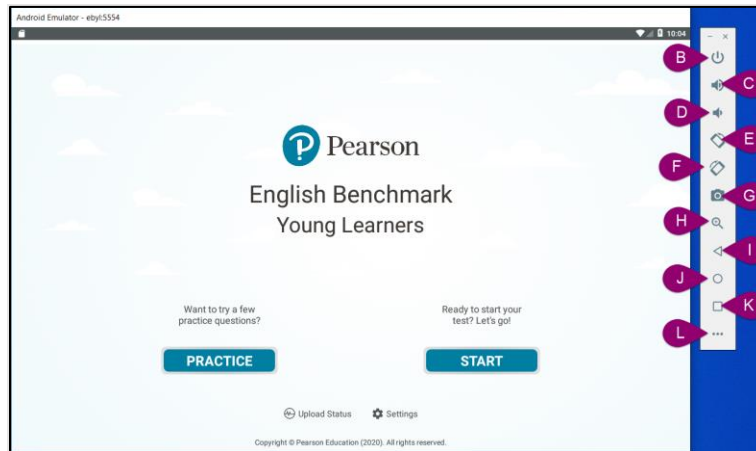 Android Emulator - ebyl:5554
10:04
B
C
D
E
F
G
H
I
J
K
L
Pearson
English Benchmark
Young Learners
Want to try a few
practice questions?
PRACTICE
Ready to start your
test? Let's go!
START
Upload Status
Settings
Copyright © Pearson Education (2020). All rights reserved.